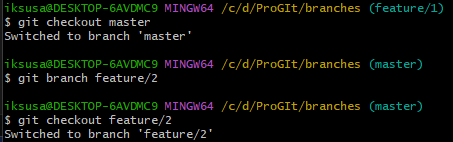 iksusa@DESKTOP-6AVDMC9 MINGW64 /c/d/ProGIt/branches (feature/1)
$ git checkout master
Switched to branch 'master'
iksusa@DESKTOP-6AVDMC9 MINGW64 /c/d/ProGIt/branches (master)
$ git branch feature/2
iksusa@DESKTOP-6AVDMC9 MINGW64 /c/d/ProGIt/branches (master)
$ git checkout feature/2
Switched to branch 'feature/2'